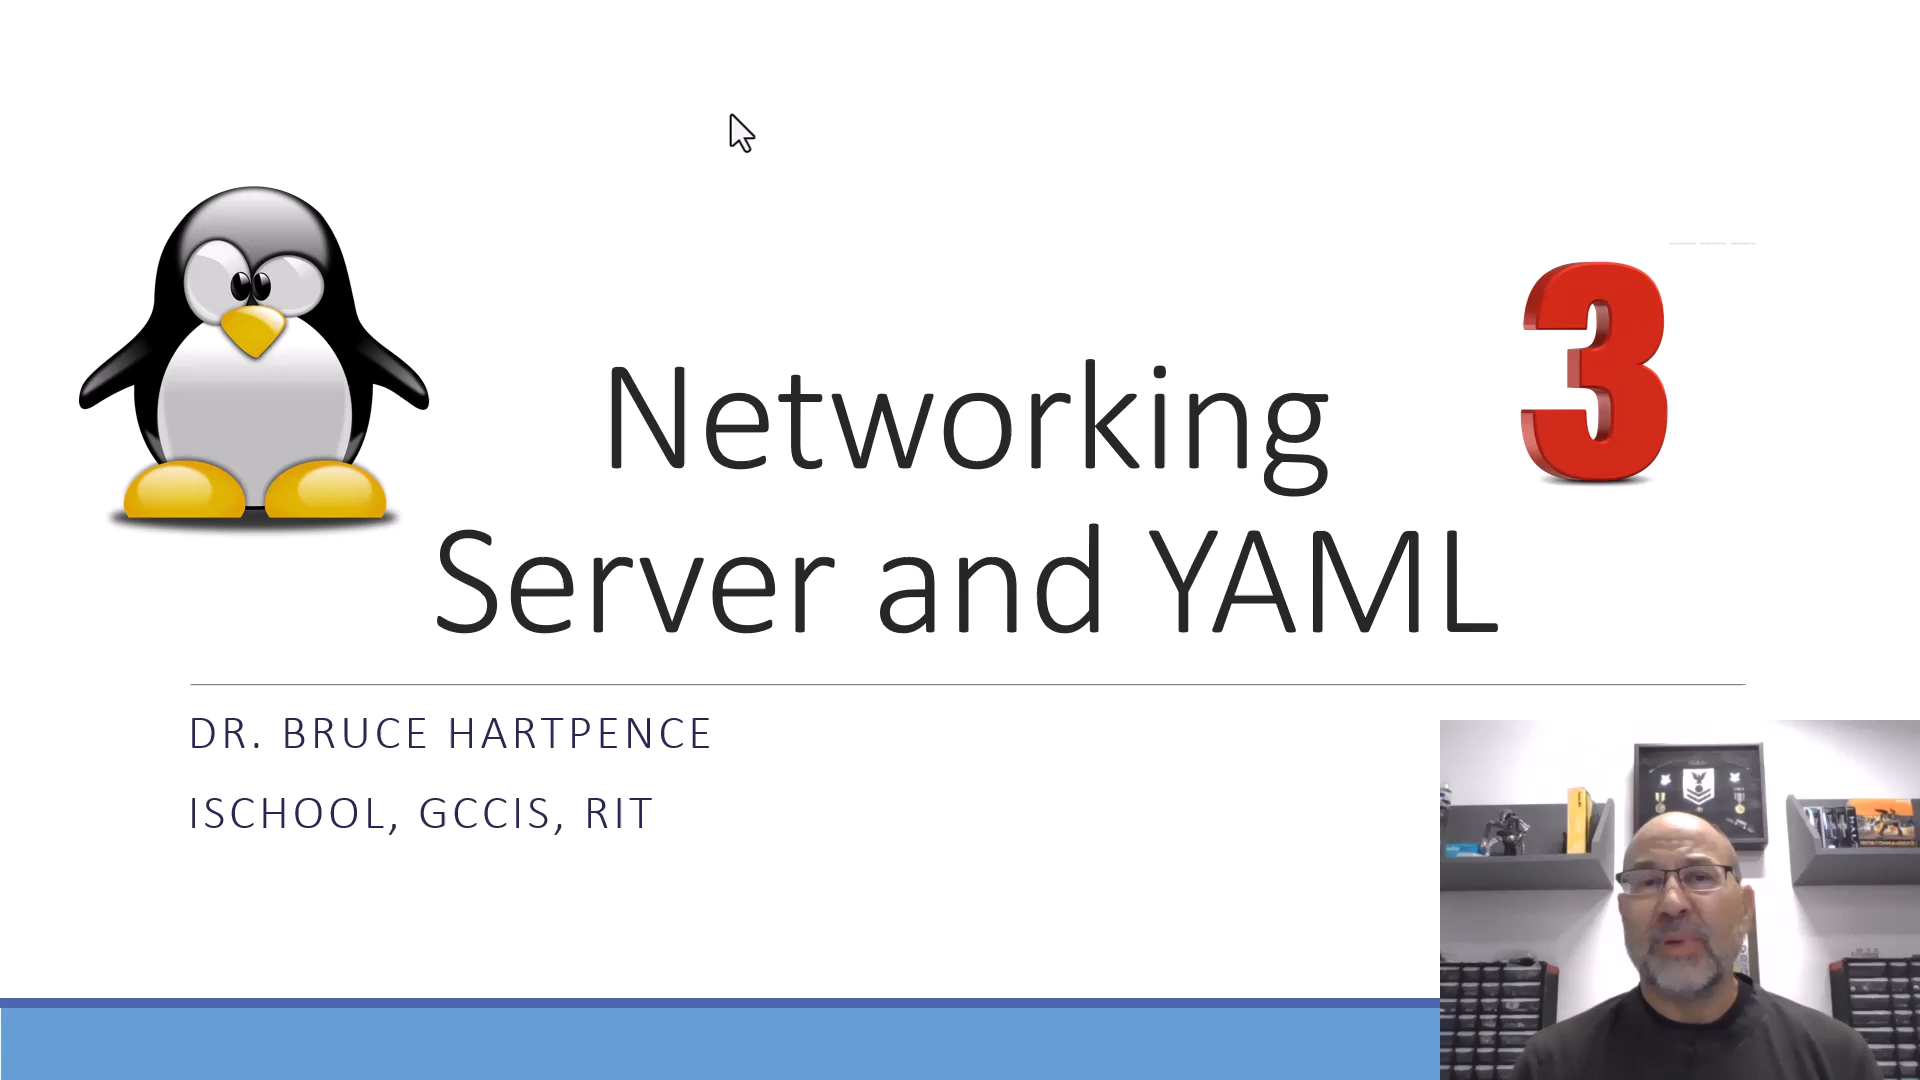 3
Networking
Server and YAML
DR. BRUCE HARTPENCE
ISCHOOL, GCCIS, RIT